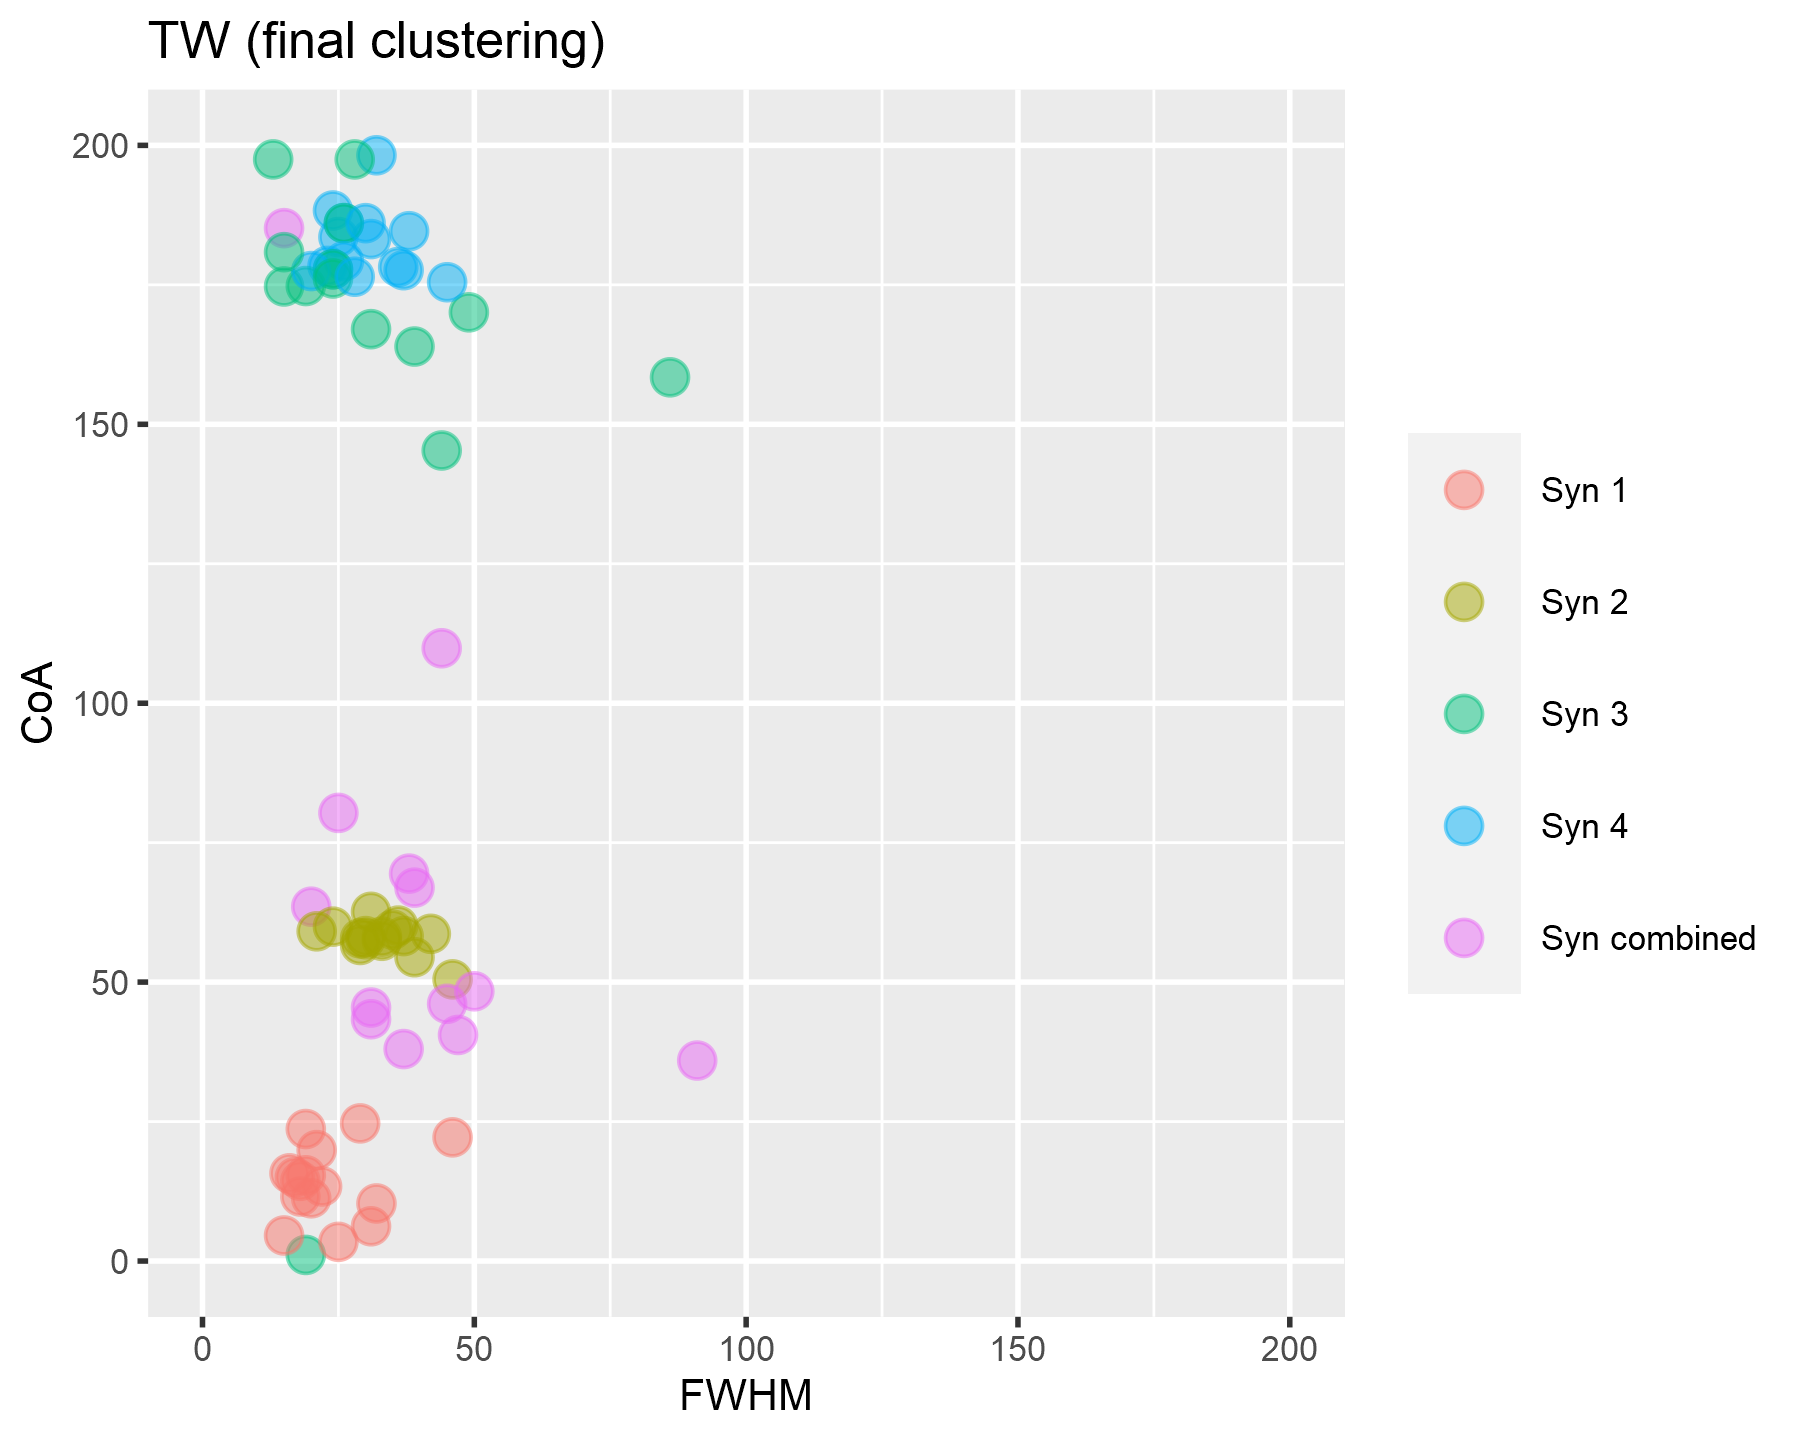 TW (final clustering)
200
150
100
50
0
CoA
0 50 100 150 200
FWHM
Syn 1
Syn 2
Syn 3
Syn 4
Syn combined